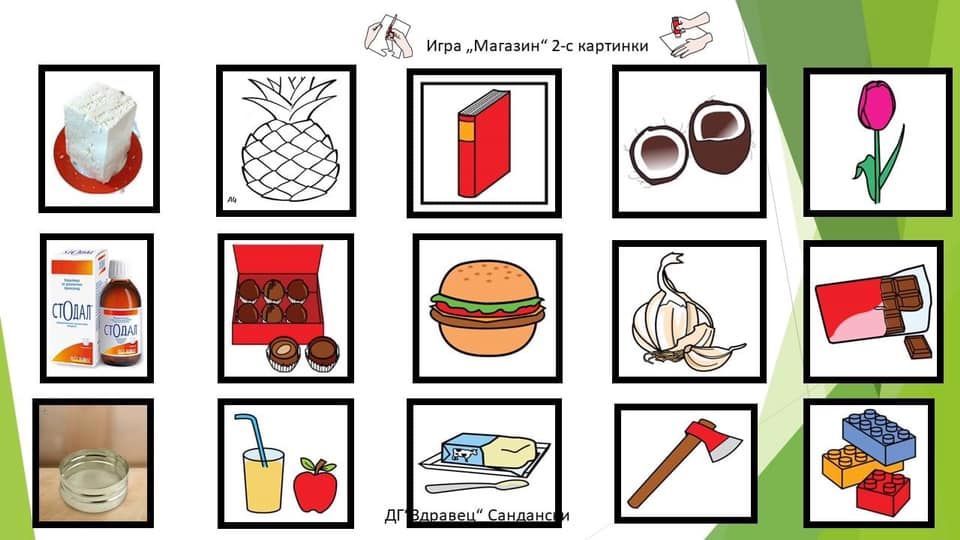 Игра „Магазин“ 2-с картинки
СТОДАЛ
СТОДАЛ
ДГ“Здравец“ Сандански